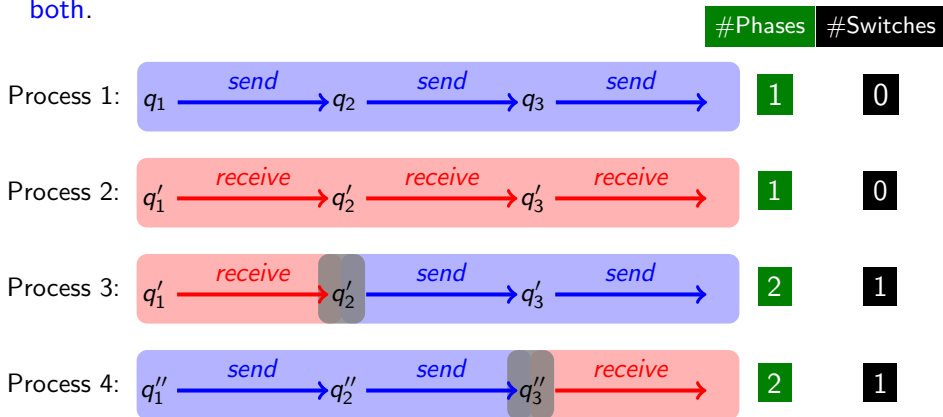 both.
#Phases #Switches
Process 1: q₁ send q₂ send q₃ send 1 0
Process 2: q′₁ receive q′₂ receive q′₃ receive 1 0
Process 3: q′₁ receive q′₂ send q′₃ send 2 1
Process 4: q″₁ send q″₂ send q″₃ receive 2 1